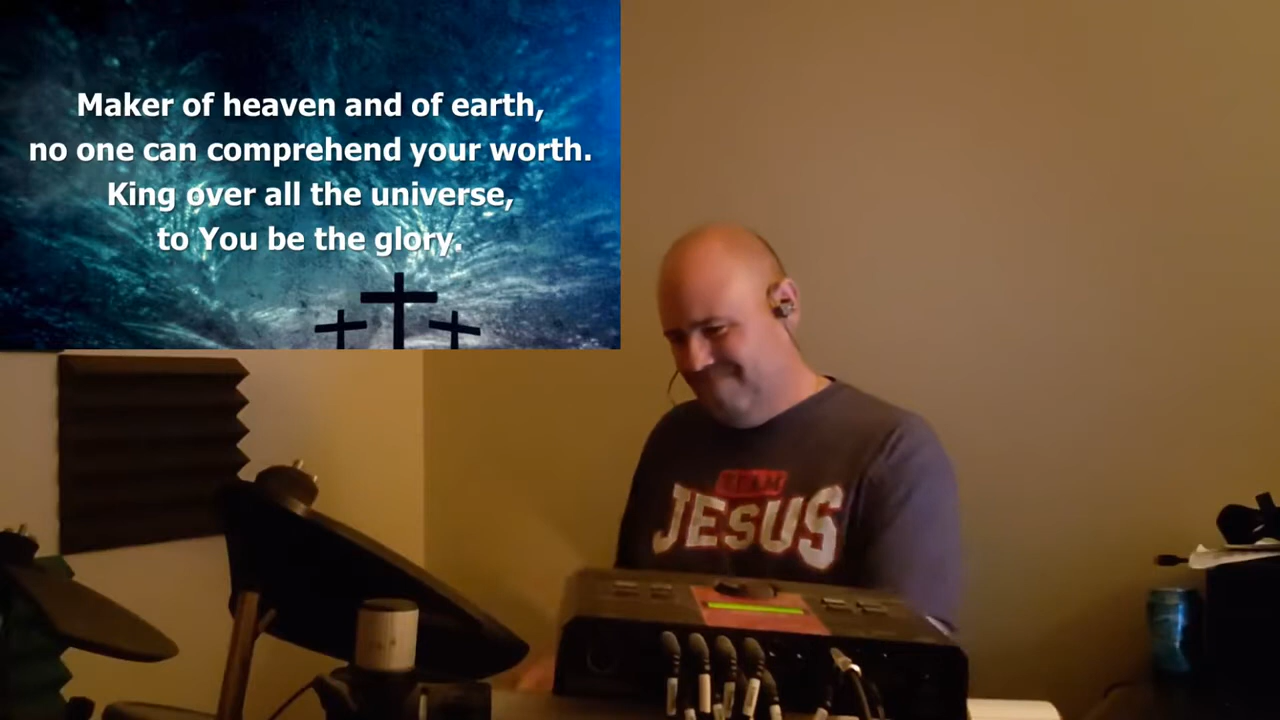 Maker of heaven and of earth,
no one can comprehend your worth.
King over all the universe,
to You be the glory.
TEAM
JESUS